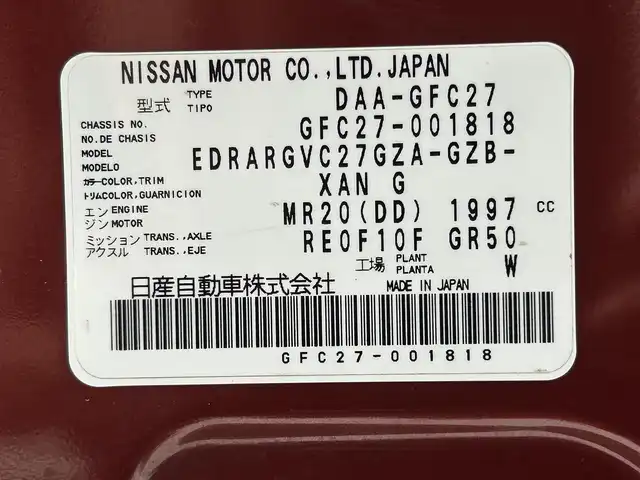 NISSAN MOTOR CO.,LTD.JAPAN
型式 TYPE TIPO DAA-GFC27
CHASSIS NO. NO.DE CHASIS GFC27-001818
MODEL MODELO EDRARGVC27GZA-GZB-
カラー COLOR,TRIM トリム COLOR,GUARNICION XAN G
エンジン ENGINE MOTOR MR20(DD) 1997 CC
ミッション アクスル TRANS.,AXLE TRANS.,EJE RE0F10F GR50
工場 PLANT PLANTA W
日産自動車株式会社 MADE IN JAPAN
GFC27-001818